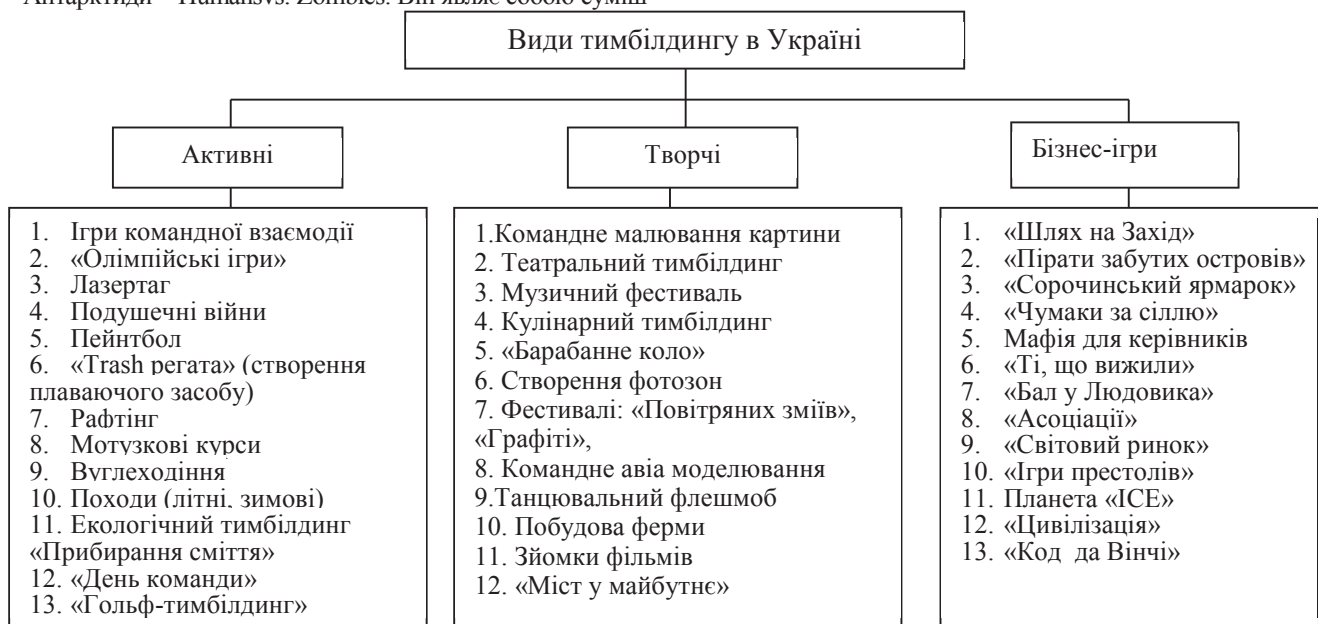 Антарктиди – Humansvs. Zombies. Він являє собою суміш
Види тимбілдингу в Україні
Активні
Творчі
Бізнес-ігри
1. Ігри командної взаємодії
2. «Олімпійські ігри»
3. Лазертаг
4. Подушечні війни
5. Пейнтбол
6. «Trash регата» (створення
плаваючого засобу)
7. Рафтінг
8. Мотузкові курси
9. Вуглеходіння
10. Походи (літні, зимові)
11. Екологічний тимбілдинг
«Прибирання сміття»
12. «День команди»
13. «Гольф-тимбілдинг»
1.Командне малювання картини
2. Театральний тимбілдинг
3. Музичний фестиваль
4. Кулінарний тимбілдинг
5. «Барабанне коло»
6. Створення фотозон
7. Фестивалі: «Повітряних зміїв»,
«Графіті»,
8. Командне авіа моделювання
9.Танцювальний флешмоб
10. Побудова ферми
11. Зйомки фільмів
12. «Міст у майбутнє»
1. «Шлях на Захід»
2. «Пірати забутих островів»
3. «Сорочинський ярмарок»
4. «Чумаки за сіллю»
5. Мафія для керівників
6. «Ті, що вижили»
7. «Бал у Людовика»
8. «Асоціації»
9. «Світовий ринок»
10. «Ігри престолів»
11. Планета «ICE»
12. «Цивілізація»
13. «Код да Вінчі»